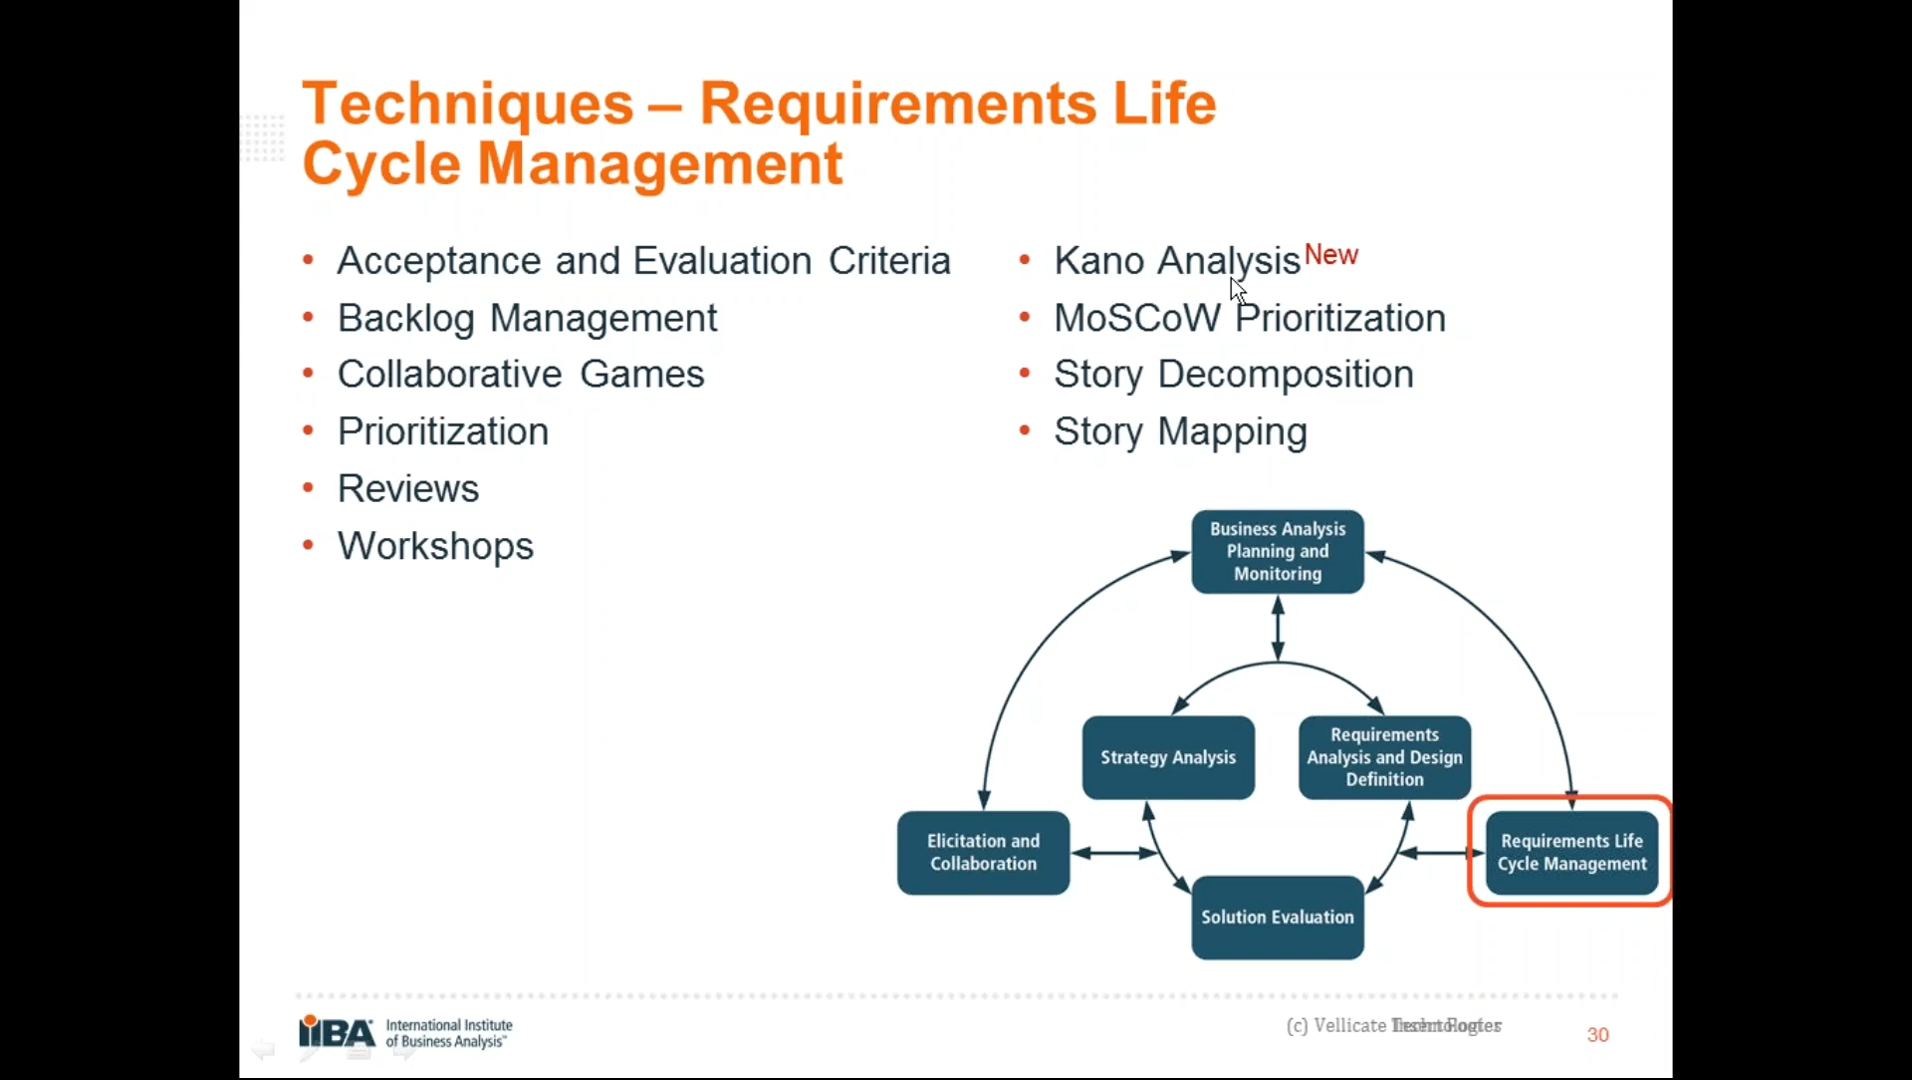 Techniques – Requirements Life
Cycle Management
• Acceptance and Evaluation Criteria
• Backlog Management
• Collaborative Games
• Prioritization
• Reviews
• Workshops
• Kano Analysis New
• MoSCoW Prioritization
• Story Decomposition
• Story Mapping
Business Analysis
Planning and
Monitoring
Strategy Analysis
Requirements
Analysis and Design
Definition
Elicitation and
Collaboration
Requirements Life
Cycle Management
Solution Evaluation
IIBA
International Institute
of Business Analysis™
(c) Vellicate
30